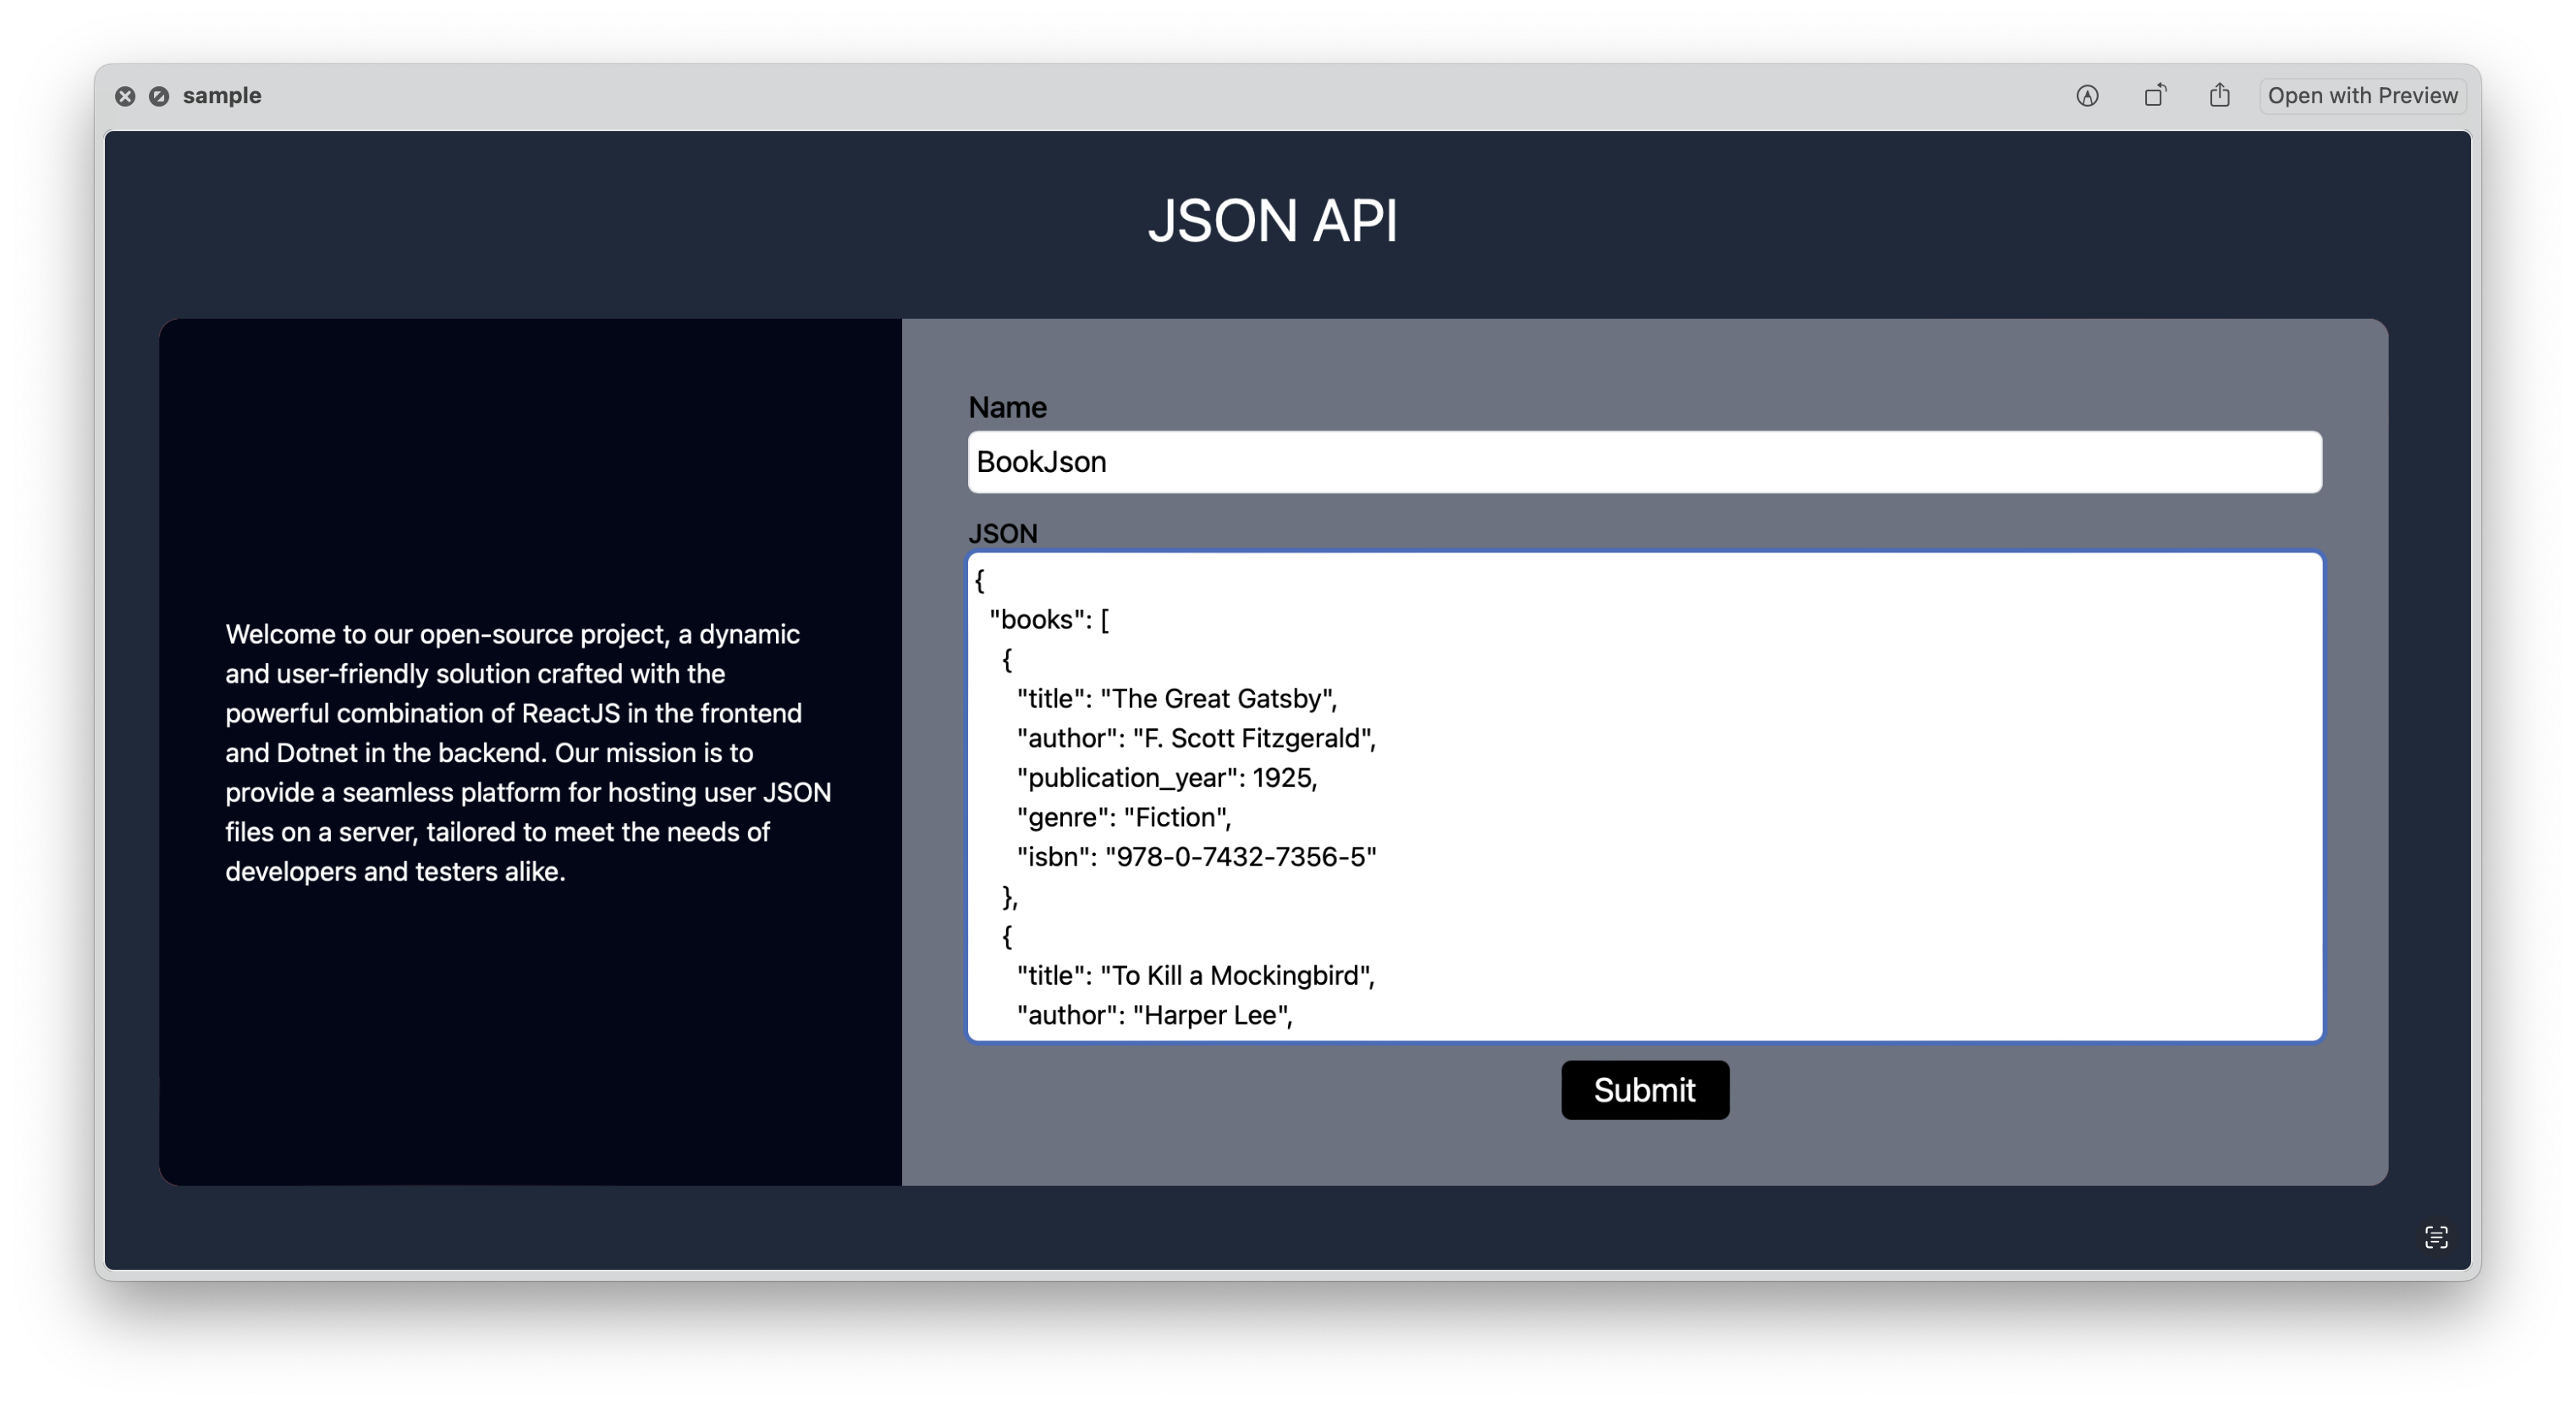 sample
Open with Preview
JSON API
Welcome to our open-source project, a dynamic
and user-friendly solution crafted with the
powerful combination of ReactJS in the frontend
and Dotnet in the backend. Our mission is to
provide a seamless platform for hosting user JSON
files on a server, tailored to meet the needs of
developers and testers alike.
Name
BookJson
JSON
{
"books": [
{
"title": "The Great Gatsby",
"author": "F. Scott Fitzgerald",
"publication_year": 1925,
"genre": "Fiction",
"isbn": "978-0-7432-7356-5"
},
{
"title": "To Kill a Mockingbird",
"author": "Harper Lee",
Submit